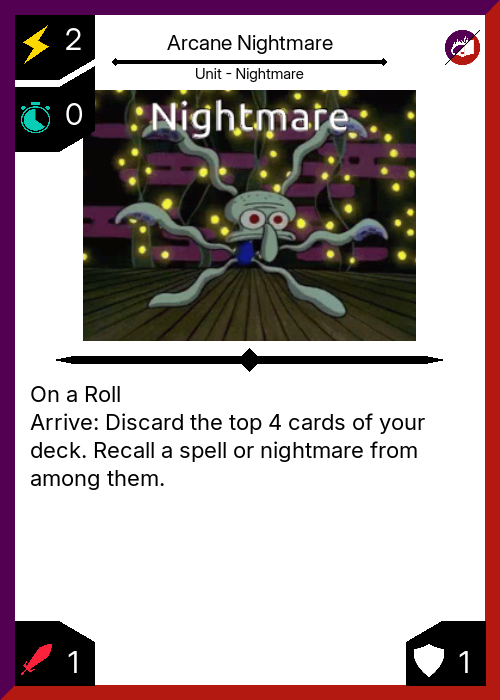 2
Arcane Nightmare
Unit - Nightmare
0
Nightmare
On a Roll
Arrive: Discard the top 4 cards of your
deck. Recall a spell or nightmare from
among them.
1
1